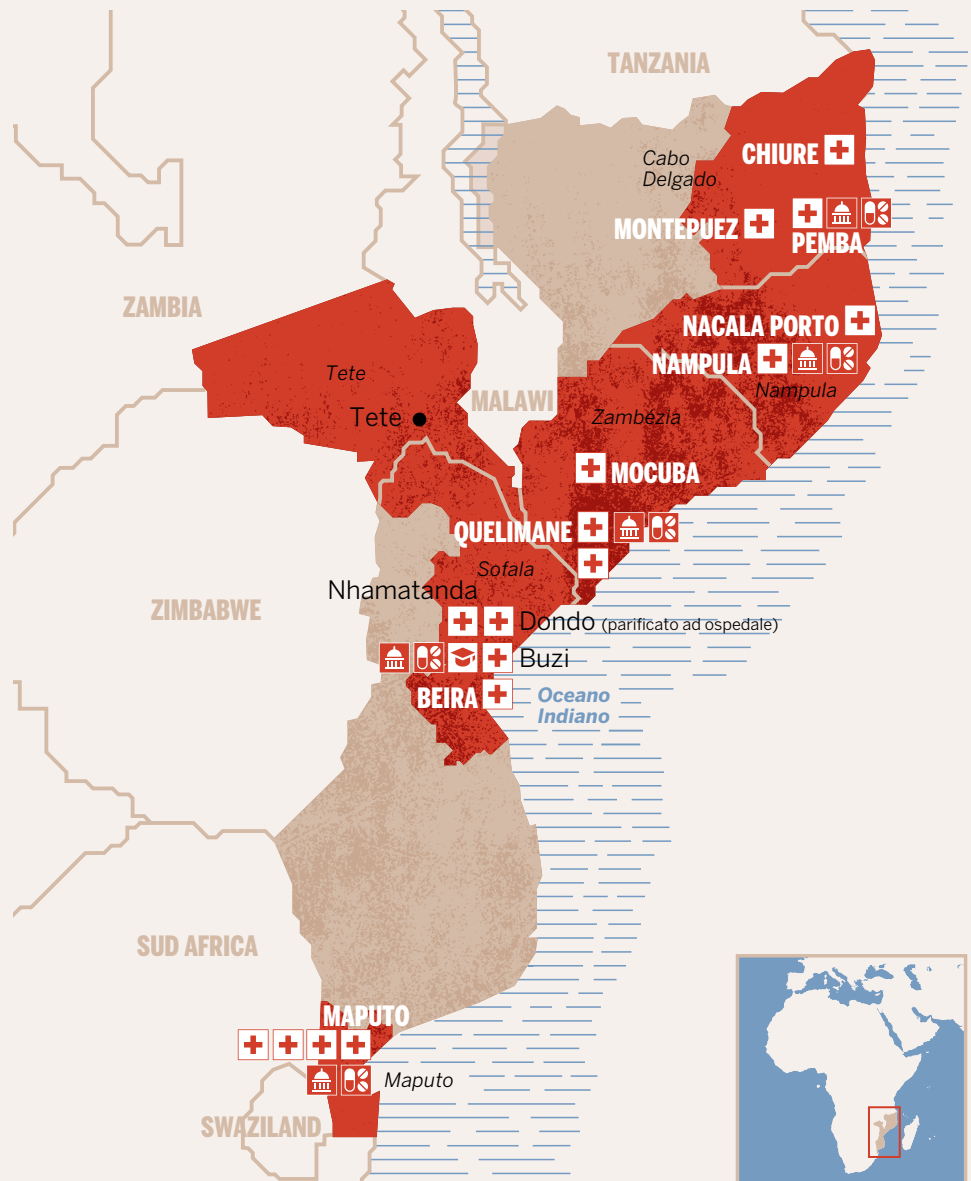 TANZANIA
CHIURE
Cabo
Delgado
MONTEPUEZ
PEMBA
ZAMBIA
NACALA PORTO
NAMPULA
Nampula
Tete
MALAWI
Tete
Zambézia
MOCUBA
QUELIMANE
Sofala
Nhamatanda
ZIMBABWE
Dondo (parificato ad ospedale)
Buzi
BEIRA
Oceano
Indiano
SUD AFRICA
MAPUTO
Maputo
SWAZILAND